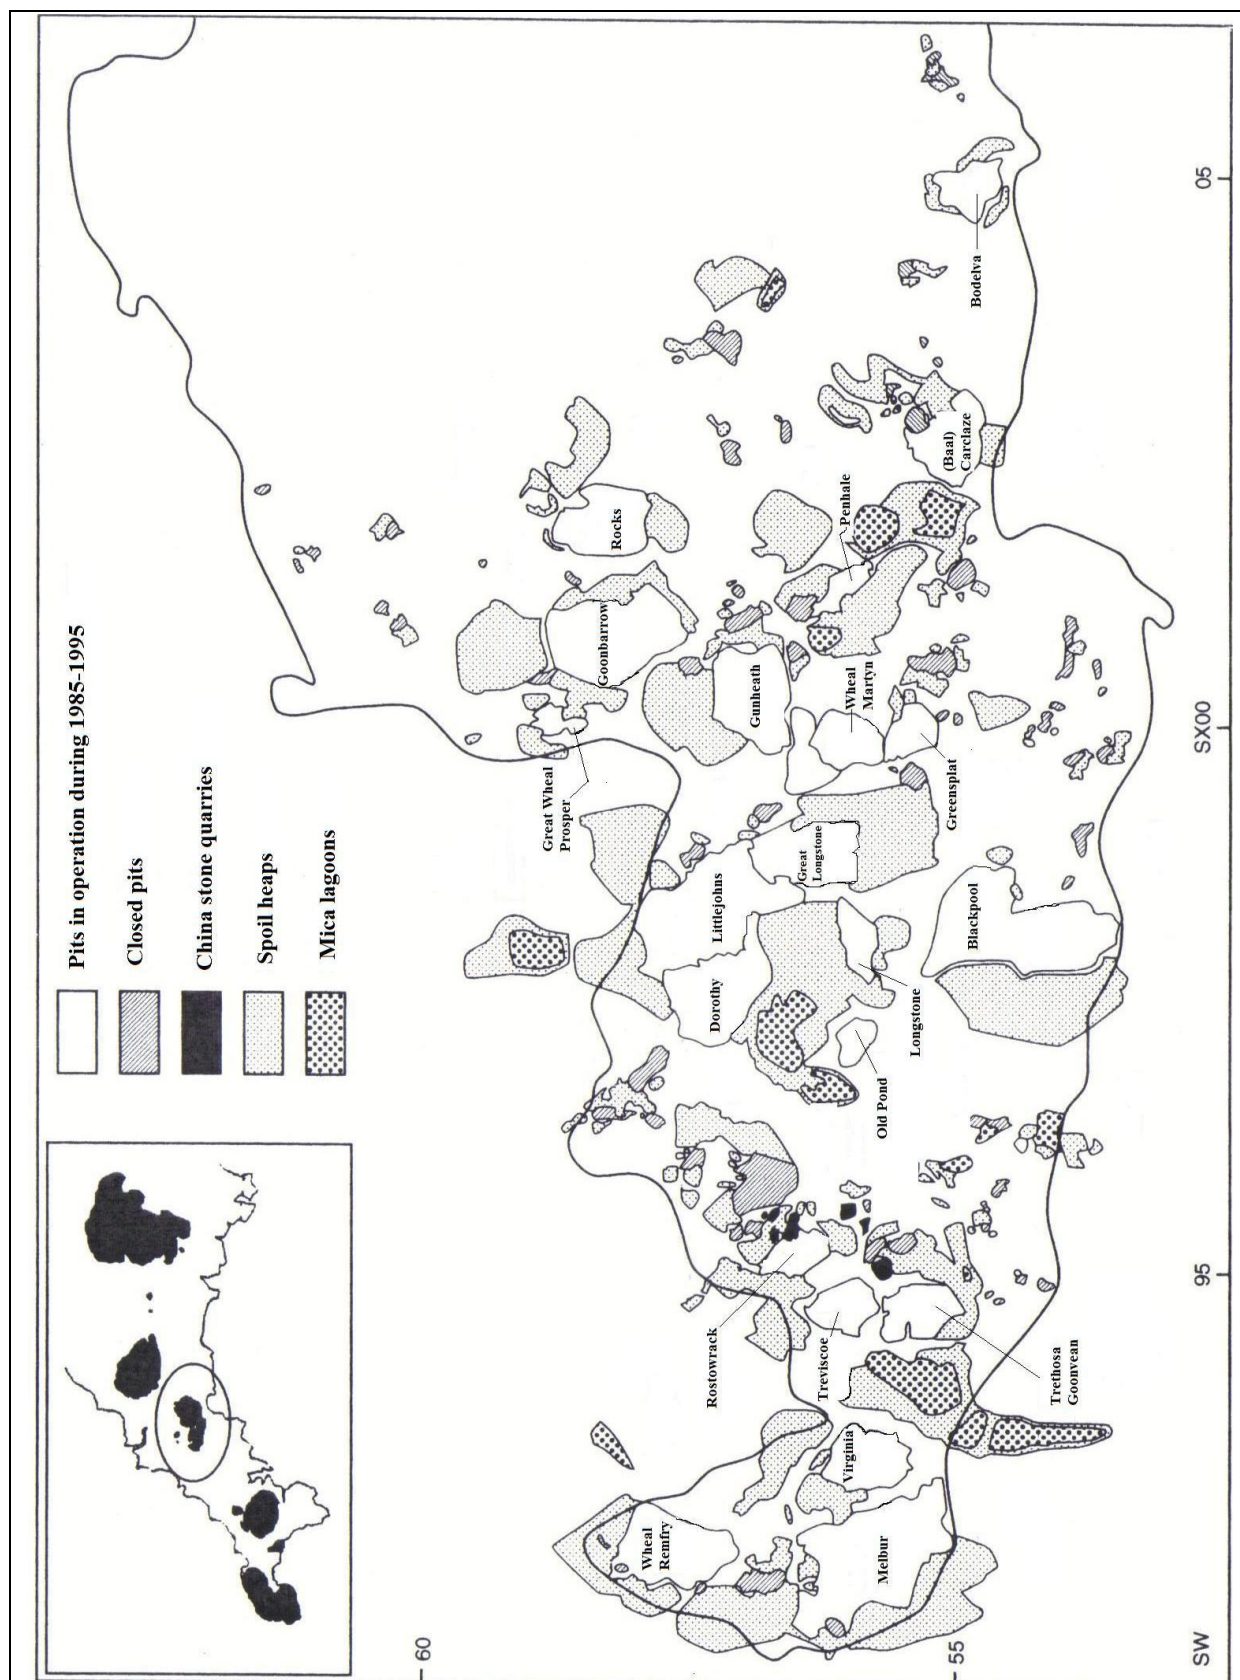 Pits in operation during 1985-1995
Closed pits
China stone quarries
Spoil heaps
Mica lagoons
Wheal
Remfry
Melbur
Virginia
Treviscoe
Trethosa
Goonvean
Rostowrack
Old Pond
Dorothy
Longstone
Littlejohns
Blackpool
Great
Longstone
Great Wheal
Prosper
Greensplat
Wheal
Martyn
Gunheath
Goonbarrow
Rocks
Penhale
(Baal)
Carclaze
Bodelva
60
55
SW
95
SX00
05